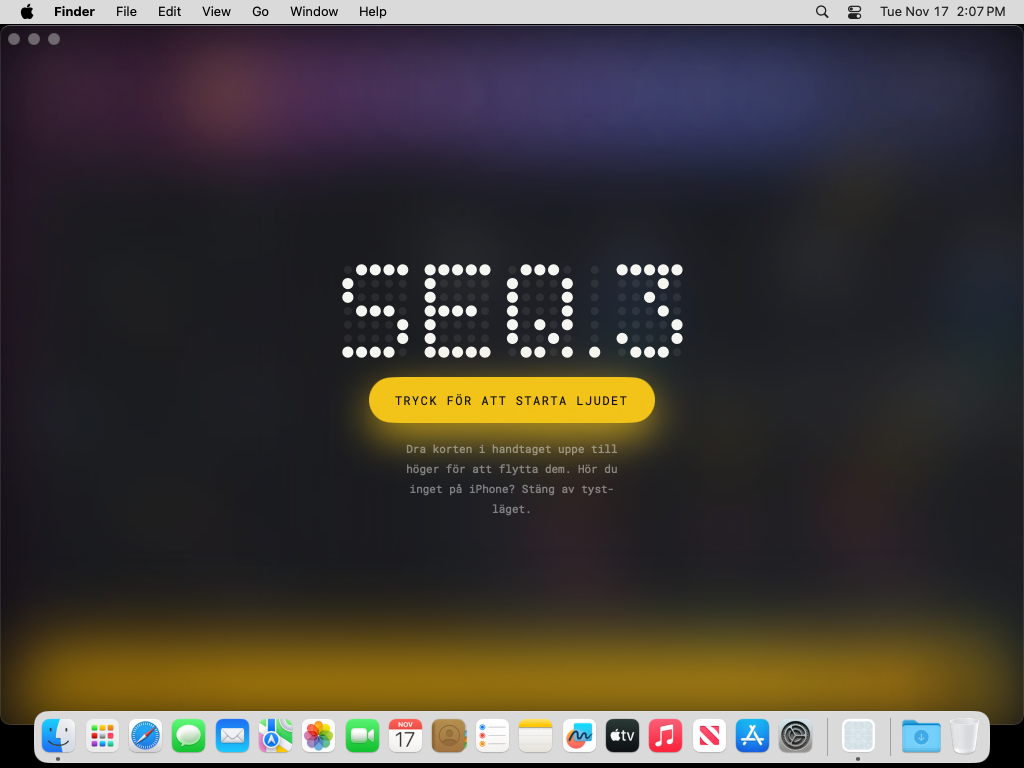 Finder File Edit View Go Window Help Tue Nov 17 2:07 PM
SEQ.3
TRYCK FÖR ATT STARTA LJUDET
Dra korten i handtaget uppe till
höger för att flytta dem. Hör du
inget på iPhone? Stäng av tyst-
läget.
NOV
17
tv